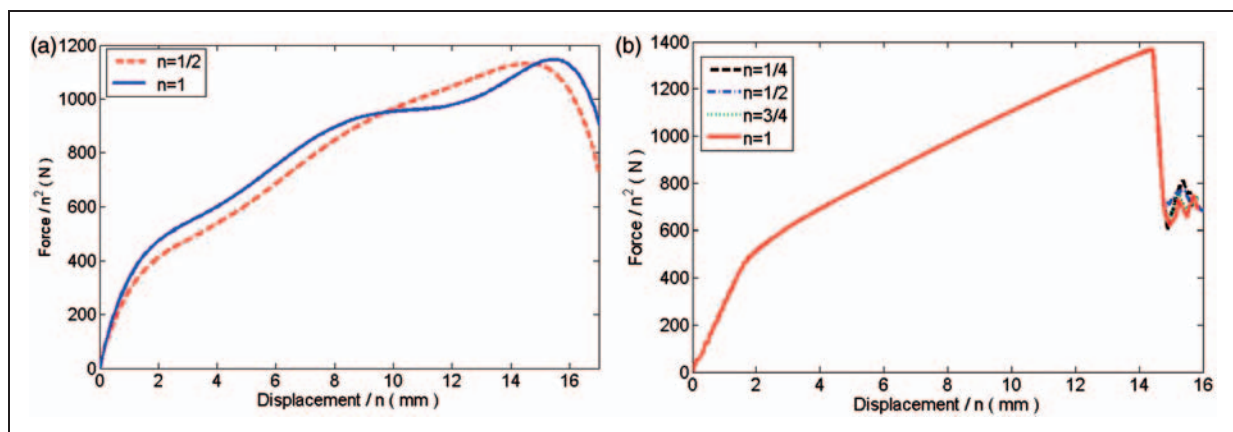 (a)
1200
1000
800
600
400
200
0
Force / n² ( N )
n=1/2
n=1
0 2 4 6 8 10 12 14 16
Displacement / n ( mm )
(b)
1400
1200
1000
800
600
400
200
0
Force / n² ( N )
n=1/4
n=1/2
n=3/4
n=1
0 2 4 6 8 10 12 14 16
Displacement / n ( mm )